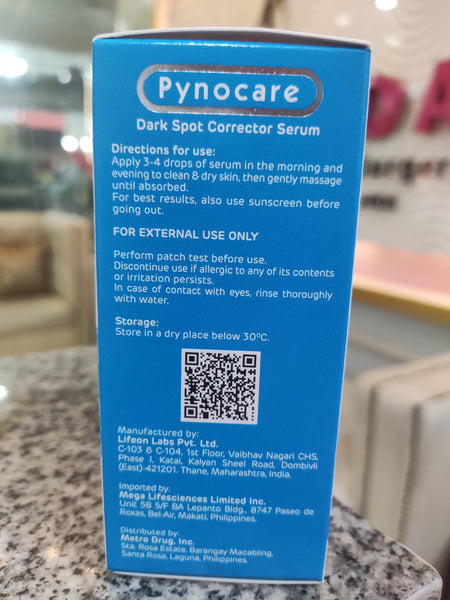 Pynocare
Dark Spot Corrector Serum
Directions for use:
Apply 3-4 drops of serum in the morning and
evening to clean & dry skin, then gently massage
until absorbed.
For best results, also use sunscreen before
going out.
FOR EXTERNAL USE ONLY
Perform patch test before use.
Discontinue use if allergic to any of its contents
or irritation persists.
In case of contact with eyes, rinse thoroughly
with water.
Storage:
Store in a dry place below 30ºC.
Manufactured by:
Lifeon Labs Pvt. Ltd.
C-103 & C-104, 1st Floor, Vaibhav Nagari CHS,
Phase I, Katai, Kalyan Sheel Road, Dombivli
(East)-421201. Thane, Maharashtra, India.
Imported by:
Mega Lifesciences Limited Inc.
Unit 5B 5/F BA Lepanto Bldg., 8747 Paseo de
Roxas, Bel-Air, Makati, Philippines.
Distributed by:
Metro Drug, Inc.
Sta. Rosa Estate, Barangay Macabling,
Santa Rosa, Laguna, Philippines.